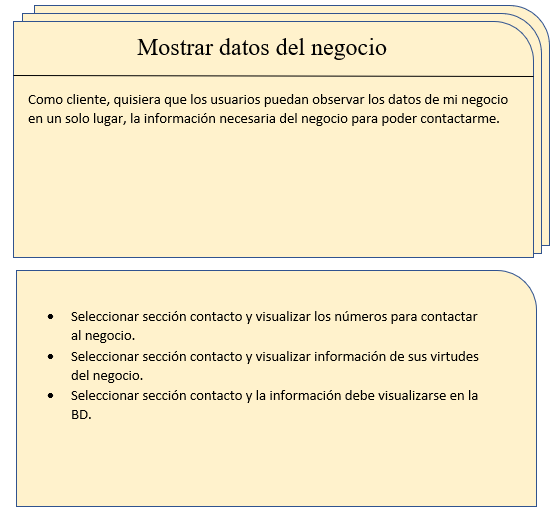 Mostrar datos del negocio
Como cliente, quisiera que los usuarios puedan observar los datos de mi negocio
en un solo lugar, la información necesaria del negocio para poder contactarme.
• Seleccionar sección contacto y visualizar los números para contactar
al negocio.
• Seleccionar sección contacto y visualizar información de sus virtudes
del negocio.
• Seleccionar sección contacto y la información debe visualizarse en la
BD.